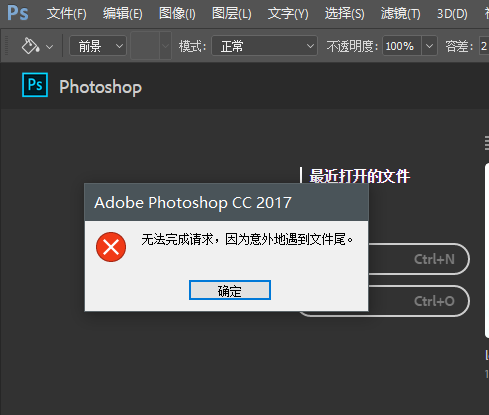 Ps 文件(F) 编辑(E) 图像(I) 图层(L) 文字(Y) 选择(S) 滤镜(T) 3D(D)
前景 模式: 正常 不透明度: 100% 容差: 2
Ps Photoshop
最近打开的文件
Adobe Photoshop CC 2017
无法完成请求，因为意外地遇到文件尾。
Ctrl+N
确定
Ctrl+O